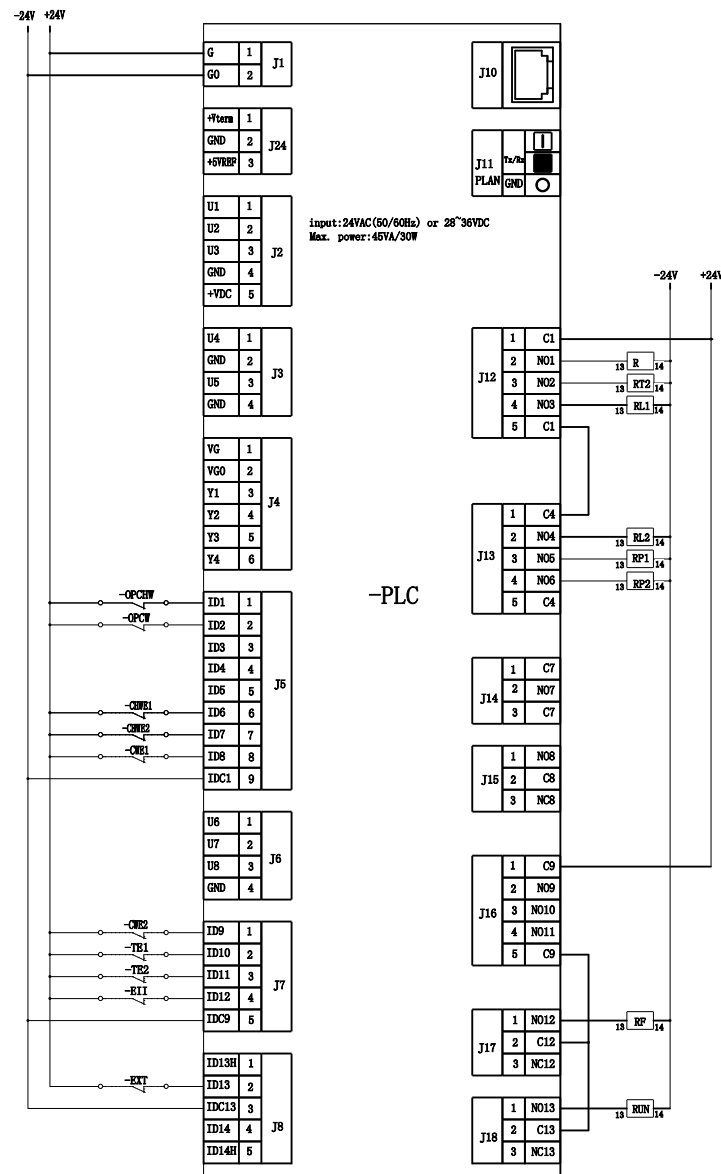 -24V +24V
G 1
G0 2
J1
+Vterm 1
GND 2
+5VREF 3
J24
U1 1
U2 2
U3 3
GND 4
+VDC 5
J2
U4 1
GND 2
U5 3
GND 4
J3
VG 1
VG0 2
Y1 3
Y2 4
Y3 5
Y4 6
J4
-OPCHW ID1 1
-OPCW ID2 2
ID3 3
ID4 4
ID5 5
-CHWE1 ID6 6
-CHWE2 ID7 7
-CWE1 ID8 8
IDC1 9
J5
U6 1
U7 2
U8 3
GND 4
J6
-CWE2 ID9 1
-TE1 ID10 2
-TE2 ID11 3
-EII ID12 4
IDC9 5
J7
ID13H 1
-EXT ID13 2
IDC13 3
ID14 4
ID14H 5
J8
input:24VAC(50/60Hz) or 28~36VDC
Max. power:45VA/30W
-PLC
J10
J11
PLAN
Tx/Rx
GND
-24V +24V
J12
1 C1
2 NO1 13 R 14
3 NO2 13 RT2 14
4 NO3 13 RL1 14
5 C1
J13
1 C4
2 NO4 13 RL2 14
3 NO5 13 RP1 14
4 NO6 13 RP2 14
5 C4
J14
1 C7
2 NO7
3 C7
J15
1 NO8
2 C8
3 NC8
J16
1 C9
2 NO9
3 NO10
4 NO11
5 C9
J17
1 NO12 13 RF 14
2 C12
3 NC12
J18
1 NO13 13 RUN 14
2 C13
3 NC13